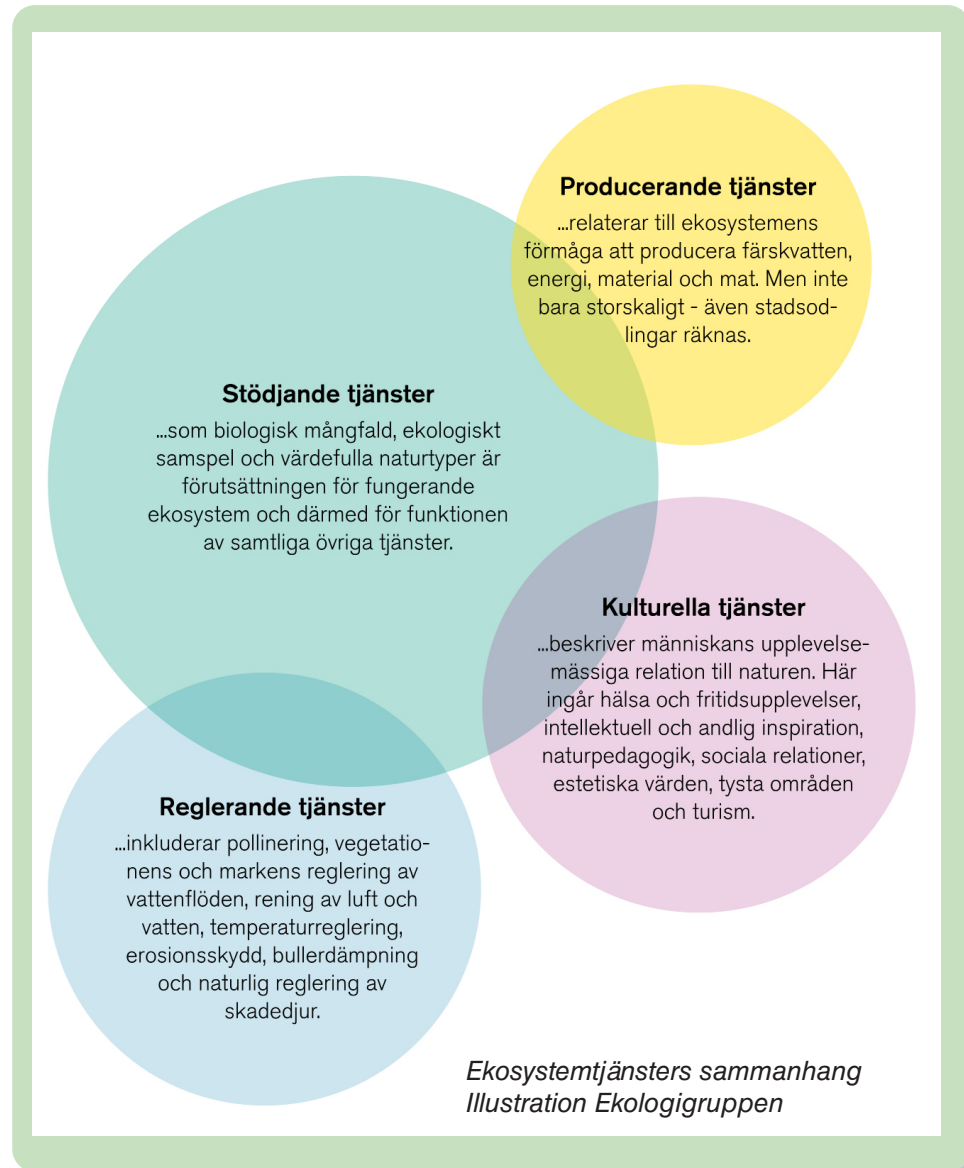 Producerande tjänster
...relaterar till ekosystemens
förmåga att producera färskvatten,
energi, material och mat. Men inte
bara storskaligt - även stadsod-
lingar räknas.
Stödjande tjänster
...som biologisk mångfald, ekologiskt
samspel och värdefulla naturtyper är
förutsättningen för fungerande
ekosystem och därmed för funktionen
av samtliga övriga tjänster.
Kulturella tjänster
...beskriver människans upplevelse-
mässiga relation till naturen. Här
ingår hälsa och fritidsupplevelser,
intellektuell och andlig inspiration,
naturpedagogik, sociala relationer,
estetiska värden, tysta områden
och turism.
Reglerande tjänster
...inkluderar pollinering, vegetatio-
nens och markens reglering av
vattenflöden, rening av luft och
vatten, temperaturreglering,
erosionsskydd, bullerdämpning
och naturlig reglering av
skadedjur.
Ekosystemtjänsters sammanhang
Illustration Ekologigruppen